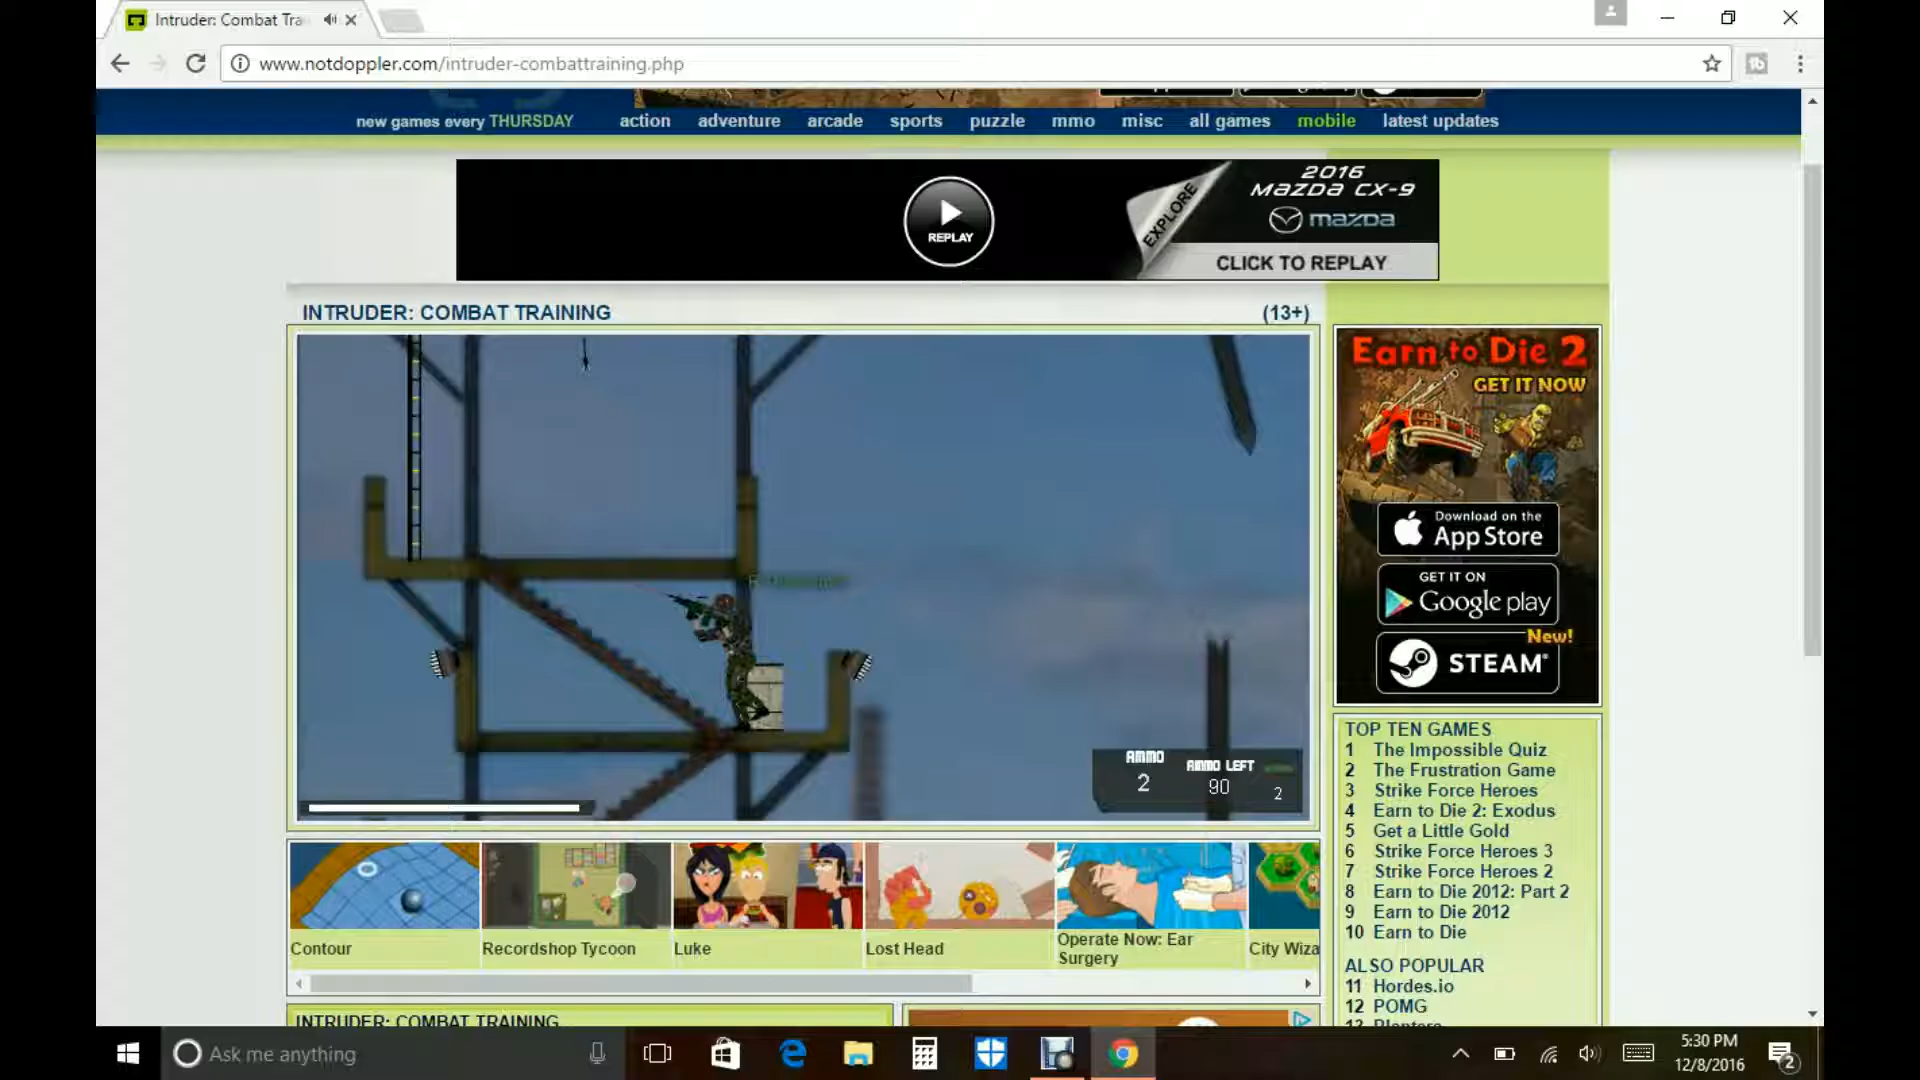 Intruder: Combat Tra
www.notdoppler.com/intruder-combattraining.php
new games every THURSDAY action adventure arcade sports puzzle mmo misc all games mobile latest updates
REPLAY
EXPLORE
2016
MAZDA CX-9
mazda
CLICK TO REPLAY
INTRUDER: COMBAT TRAINING (13+)
AMMO AMMO LEFT
2 90 2
Earn to Die 2
GET IT NOW
Download on the
App Store
GET IT ON
Google play
New!
STEAM
TOP TEN GAMES
1 The Impossible Quiz
2 The Frustration Game
3 Strike Force Heroes
4 Earn to Die 2: Exodus
5 Get a Little Gold
6 Strike Force Heroes 3
7 Strike Force Heroes 2
8 Earn to Die 2012: Part 2
9 Earn to Die 2012
10 Earn to Die
ALSO POPULAR
11 Hordes.io
12 POMG
Contour
Recordshop Tycoon
Luke
Lost Head
Operate Now: Ear
Surgery
City Wiza
INTRUDER: COMBAT TRAINING
Ask me anything
5:30 PM
12/8/2016
2